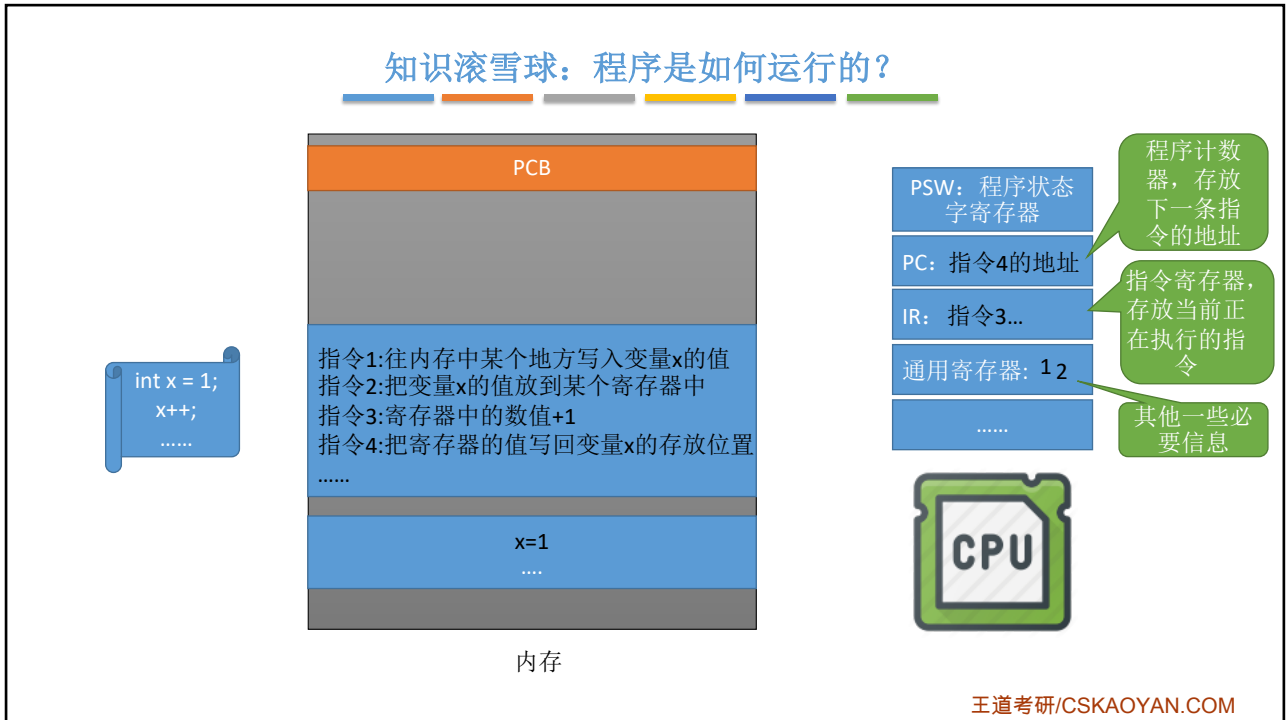 知识滚雪球：程序是如何运行的？
int x = 1;
x++;
……
PCB
指令1:往内存中某个地方写入变量x的值
指令2:把变量x的值放到某个寄存器中
指令3:寄存器中的数值+1
指令4:把寄存器的值写回变量x的存放位置
……
x=1
….
内存
PSW：程序状态
字寄存器
PC：指令4的地址
IR： 指令3…
通用寄存器: 1 2
……
程序计数
器，存放
下一条指
令的地址
指令寄存器，
存放当前正
在执行的指
令
其他一些必
要信息
CPU
王道考研/CSKAOYAN.COM